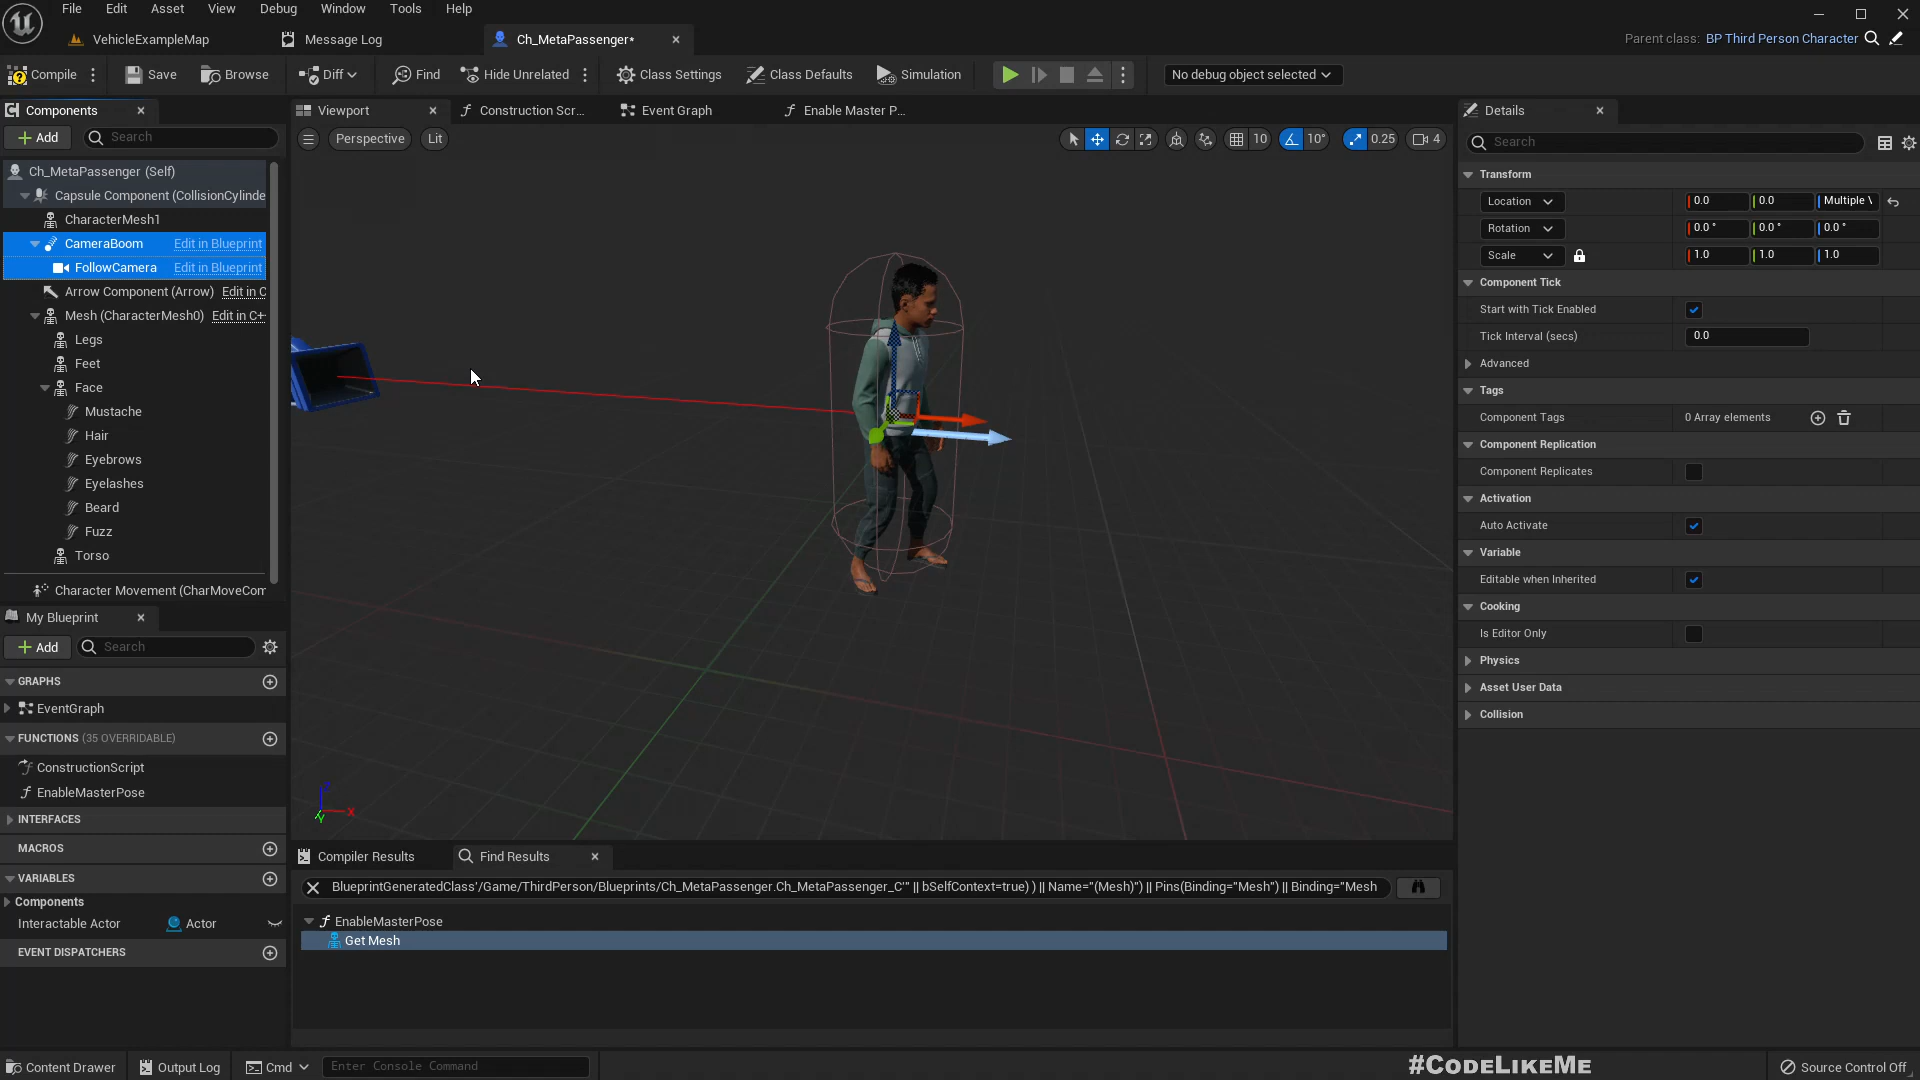 File Edit Asset View Debug Window Tools Help
VehicleExampleMap
Message Log
Ch_MetaPassenger*
Parent class: BP Third Person Character
Compile
Save
Browse
Diff
Find
Hide Unrelated
Class Settings
Class Defaults
Simulation
No debug object selected
Components
Add
Search
Ch_MetaPassenger (Self)
Capsule Component (CollisionCylinde
CharacterMesh1
CameraBoom Edit in Blueprint
FollowCamera Edit in Blueprint
Arrow Component (Arrow) Edit in C
Mesh (CharacterMesh0) Edit in C+
Legs
Feet
Face
Mustache
Hair
Eyebrows
Eyelashes
Beard
Fuzz
Torso
Character Movement (CharMoveCom
My Blueprint
Add
Search
GRAPHS
EventGraph
FUNCTIONS (35 OVERRIDABLE)
ConstructionScript
EnableMasterPose
INTERFACES
MACROS
VARIABLES
Components
Interactable Actor Actor
EVENT DISPATCHERS
Viewport
Construction Scr...
Event Graph
Enable Master P...
Perspective
Lit
10
10°
0.25
4
Z
X
Y
Compiler Results
Find Results
BlueprintGeneratedClass'/Game/ThirdPerson/Blueprints/Ch_MetaPassenger.Ch_MetaPassenger_C'" || bSelfContext=true) ) || Name="(Mesh)") || Pins(Binding="Mesh") || Binding="Mesh
EnableMasterPose
Get Mesh
Details
Search
Transform
Location 0.0 0.0 Multiple V
Rotation 0.0 ° 0.0 ° 0.0 °
Scale 1.0 1.0 1.0
Component Tick
Start with Tick Enabled
Tick Interval (secs) 0.0
Advanced
Tags
Component Tags 0 Array elements
Component Replication
Component Replicates
Activation
Auto Activate
Variable
Editable when Inherited
Cooking
Is Editor Only
Physics
Asset User Data
Collision
Content Drawer
Output Log
Cmd
Enter Console Command
#CodeLikeMe
Source Control Off